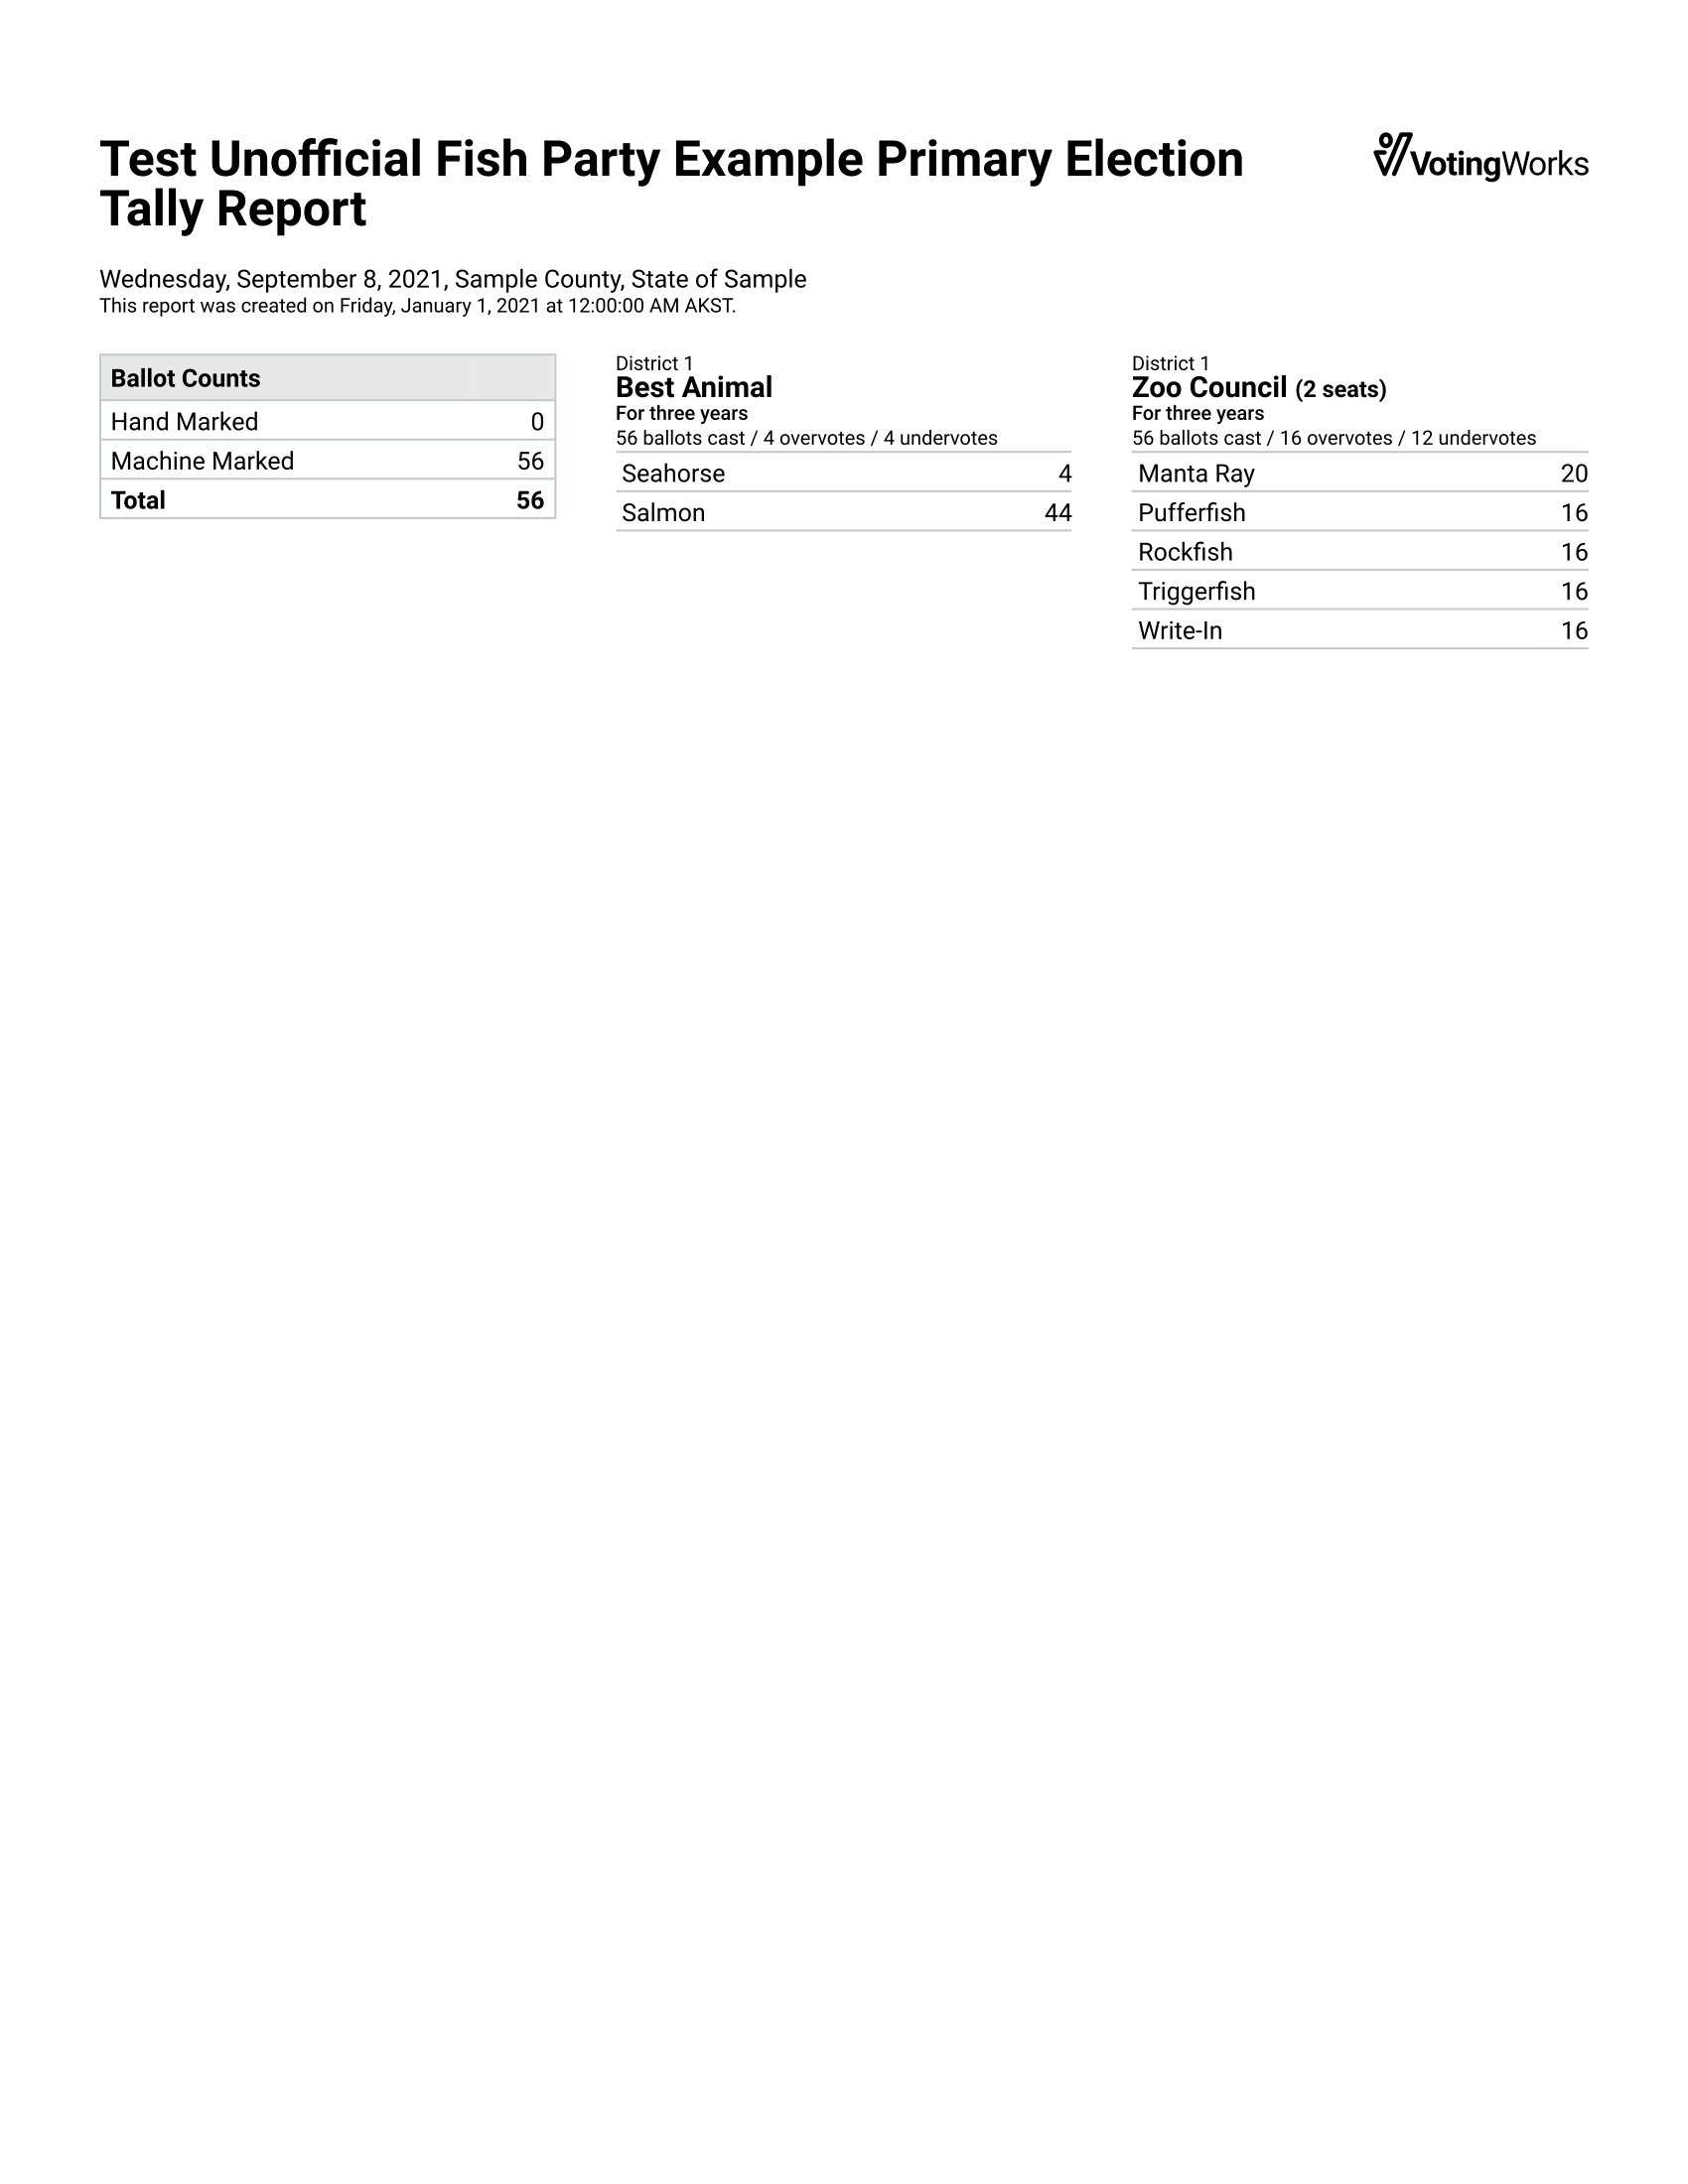 Test Unofficial Fish Party Example Primary Election
Tally Report
VotingWorks
Wednesday, September 8, 2021, Sample County, State of Sample
This report was created on Friday, January 1, 2021 at 12:00:00 AM AKST.
Ballot Counts
Hand Marked 0
Machine Marked 56
Total 56
District 1
Best Animal
For three years
56 ballots cast / 4 overvotes / 4 undervotes
Seahorse 4
Salmon 44
District 1
Zoo Council (2 seats)
For three years
56 ballots cast / 16 overvotes / 12 undervotes
Manta Ray 20
Pufferfish 16
Rockfish 16
Triggerfish 16
Write-In 16